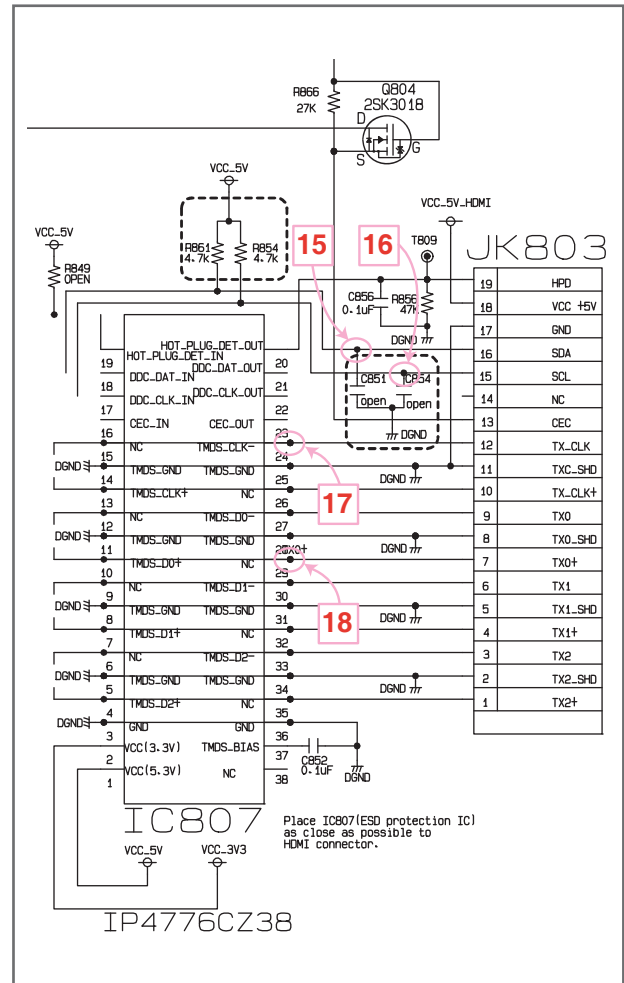 R866
27K
Q804
2SK3018
D
S
G
VCC_5V
VCC_5V_HDMI
VCC_5V
R849
OPEN
R861
4.7K
R854
4.7K
15
16
T809
JK803
C856
0.1uF
R856
47K
DGND
19 HPD
18 VCC +5V
17 GND
16 SDA
15 SCL
14 NC
13 CEC
12 TX_CLK
11 TXC_SHD
10 TX_CLK+
9 TX0
8 TX0_SHD
7 TX0+
6 TX1
5 TX1_SHD
4 TX1+
3 TX2
2 TX2_SHD
1 TX2+
C851
open
C854
open
DGND
HOT_PLUG_DET_OUT
HOT_PLUG_DET_IN
19 DDC_DAT_OUT 20
DDC_DAT_IN
18 DDC_CLK_OUT 21
DDC_CLK_IN
17 22
CEC_IN CEC_OUT
16 23
NC TMDS_CLK-
DGND 15 24
TMDS_GND TMDS_GND
DGND
14 25
TMDS_CLK+ NC
17
13 26
NC TMDS_D0-
DGND 12 27
TMDS_GND TMDS_GND
DGND
11 TX0+
TMDS_D0+ NC
10 29
NC TMDS_D1-
DGND 9 30
TMDS_GND TMDS_GND
DGND
18
8 31
TMDS_D1+ NC
7 32
NC TMDS_D2-
DGND 6 33
TMDS_GND TMDS_GND
DGND
5 34
TMDS_D2+ NC
DGND 4 35
GND GND
3 36
VCC(3.3V) TMDS_BIAS
2 37
VCC(5.3V) NC
1 38
C852
0.1uF
DGND
IC807
Place IC807(ESD protection IC)
as close as possible to
HDMI connector.
VCC_5V
VCC_3V3
IP4776CZ38